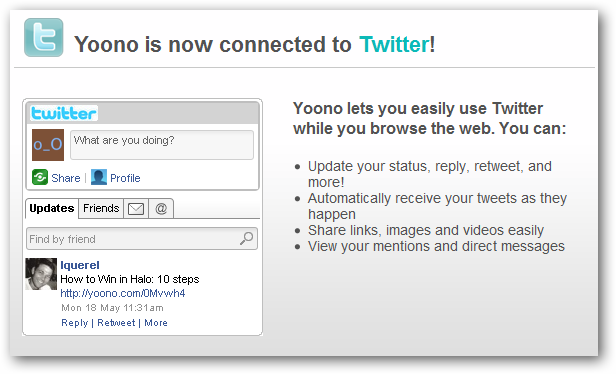 t
Yoono is now connected to Twitter!
twitter
o_O
What are you doing?
Share | Profile
Updates
Friends
@
Find by friend
lquerel
How to Win in Halo: 10 steps
http://yoono.com/0Mvwh4
Mon 18 May 11:31am
Reply | Retweet | More
Yoono lets you easily use Twitter
while you browse the web. You can:
• Update your status, reply, retweet, and
more!
• Automatically receive your tweets as they
happen
• Share links, images and videos easily
• View your mentions and direct messages